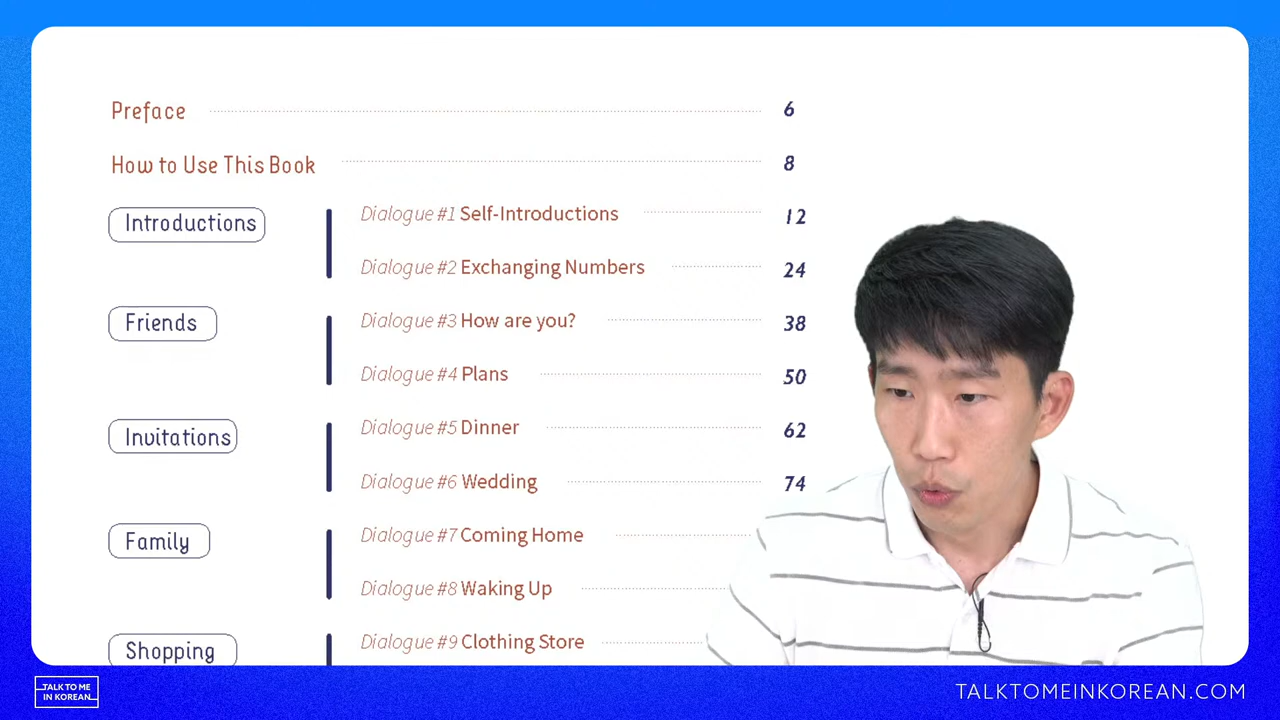 Preface 6
How to Use This Book 8
Introductions
Dialogue #1 Self-Introductions 12
Dialogue #2 Exchanging Numbers 24
Friends
Dialogue #3 How are you? 38
Dialogue #4 Plans 50
Invitations
Dialogue #5 Dinner 62
Dialogue #6 Wedding 74
Family
Dialogue #7 Coming Home
Dialogue #8 Waking Up
Shopping
Dialogue #9 Clothing Store
TALK TO ME
IN KOREAN
TALKTOMEINKOREAN.COM